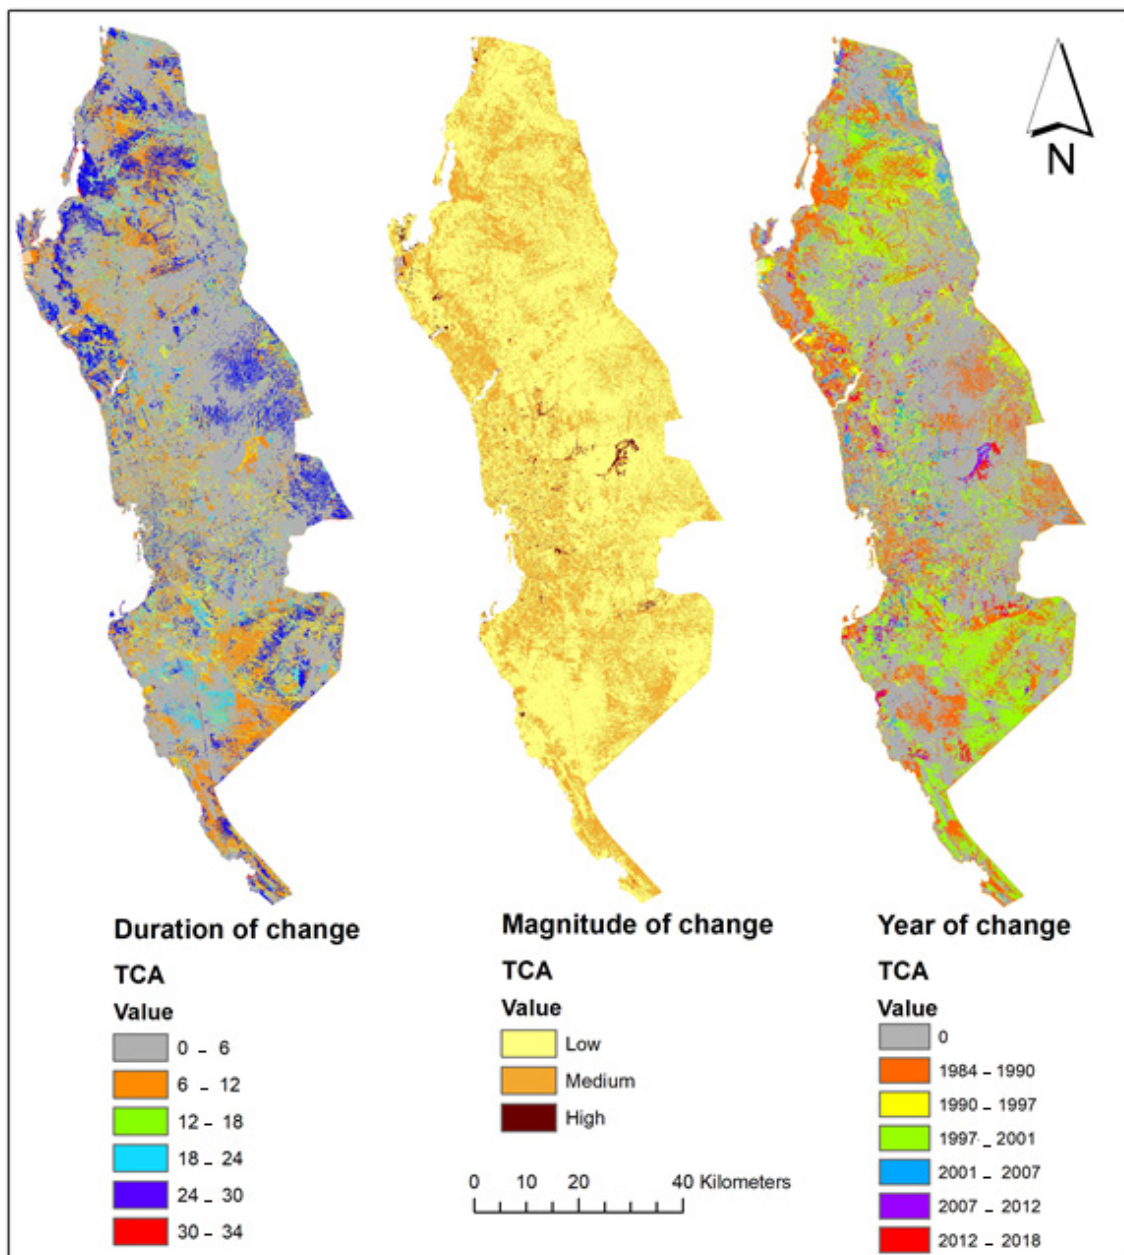 N
Duration of change
TCA
Value
0 – 6
6 – 12
12 – 18
18 – 24
24 – 30
30 – 34
Magnitude of change
TCA
Value
Low
Medium
High
0 10 20 40 Kilometers
Year of change
TCA
Value
0
1984 – 1990
1990 – 1997
1997 – 2001
2001 – 2007
2007 – 2012
2012 – 2018